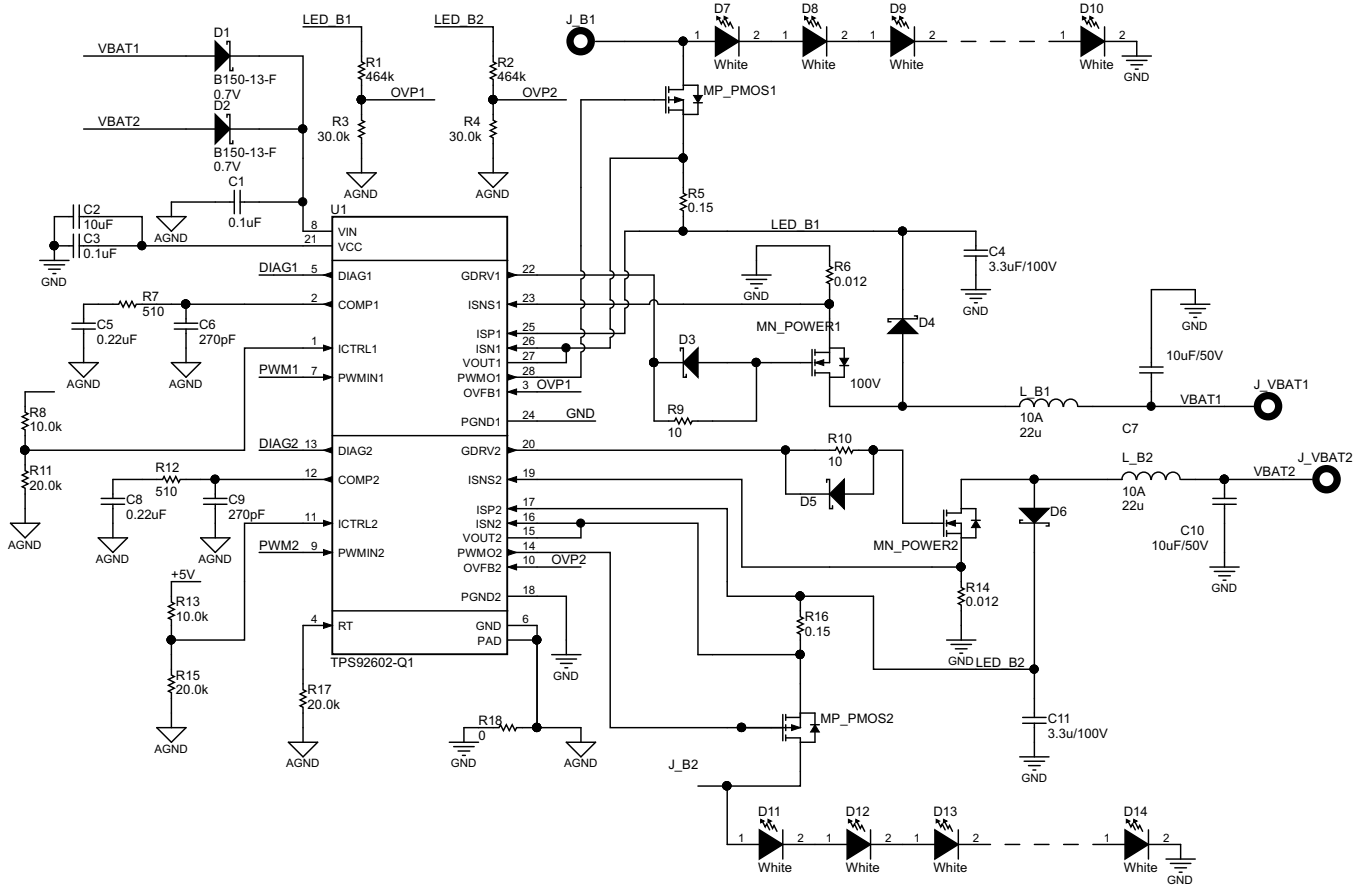 D1
VBAT1
B150-13-F
0.7V
D2
VBAT2
B150-13-F
0.7V
LED_B1
R1
464k
OVP1
R3
30.0k
AGND
LED_B2
R2
464k
OVP2
R4
30.0k
AGND
J_B1
D7
1
2
White
D8
1
2
White
D9
1
2
White
D10
1
2
White
GND
MP_PMOS1
R5
0.15
LED_B1
C1
0.1uF
AGND
C2
10uF
C3
0.1uF
GND
C4
3.3uF/100V
GND
R6
0.012
GND
MN_POWER1
100V
D3
R9
10
D4
L_B1
10A
22u
10uF/50V
C7
GND
VBAT1
J_VBAT1
U1
8
VIN
21
VCC
DIAG1
5
DIAG1
GDRV1
22
2
COMP1
ISNS1
23
R7
510
C5
0.22uF
AGND
C6
270pF
AGND
ISP1
25
1
ICTRL1
ISN1
26
VOUT1
27
PWM1
7
PWMIN1
PWMO1
28
OVFB1
3
OVP1
PGND1
24
GND
R8
10.0k
R11
20.0k
AGND
DIAG2
13
DIAG2
GDRV2
20
12
COMP2
ISNS2
19
R12
510
C8
0.22uF
AGND
C9
270pF
AGND
ISP2
17
11
ICTRL2
ISN2
16
VOUT2
15
PWM2
9
PWMIN2
PWMO2
14
OVFB2
10
OVP2
PGND2
18
GND
4
RT
GND
6
PAD
TPS92602-Q1
+5V
R13
10.0k
R15
20.0k
AGND
R17
20.0k
AGND
R18
0
GND
AGND
R10
10
D5
MN_POWER2
R14
0.012
GND
D6
L_B2
10A
22u
VBAT2
J_VBAT2
C10
10uF/50V
GND
R16
0.15
LED_B2
C11
3.3u/100V
GND
MP_PMOS2
J_B2
D11
1
2
White
D12
1
2
White
D13
1
2
White
D14
1
2
White
GND